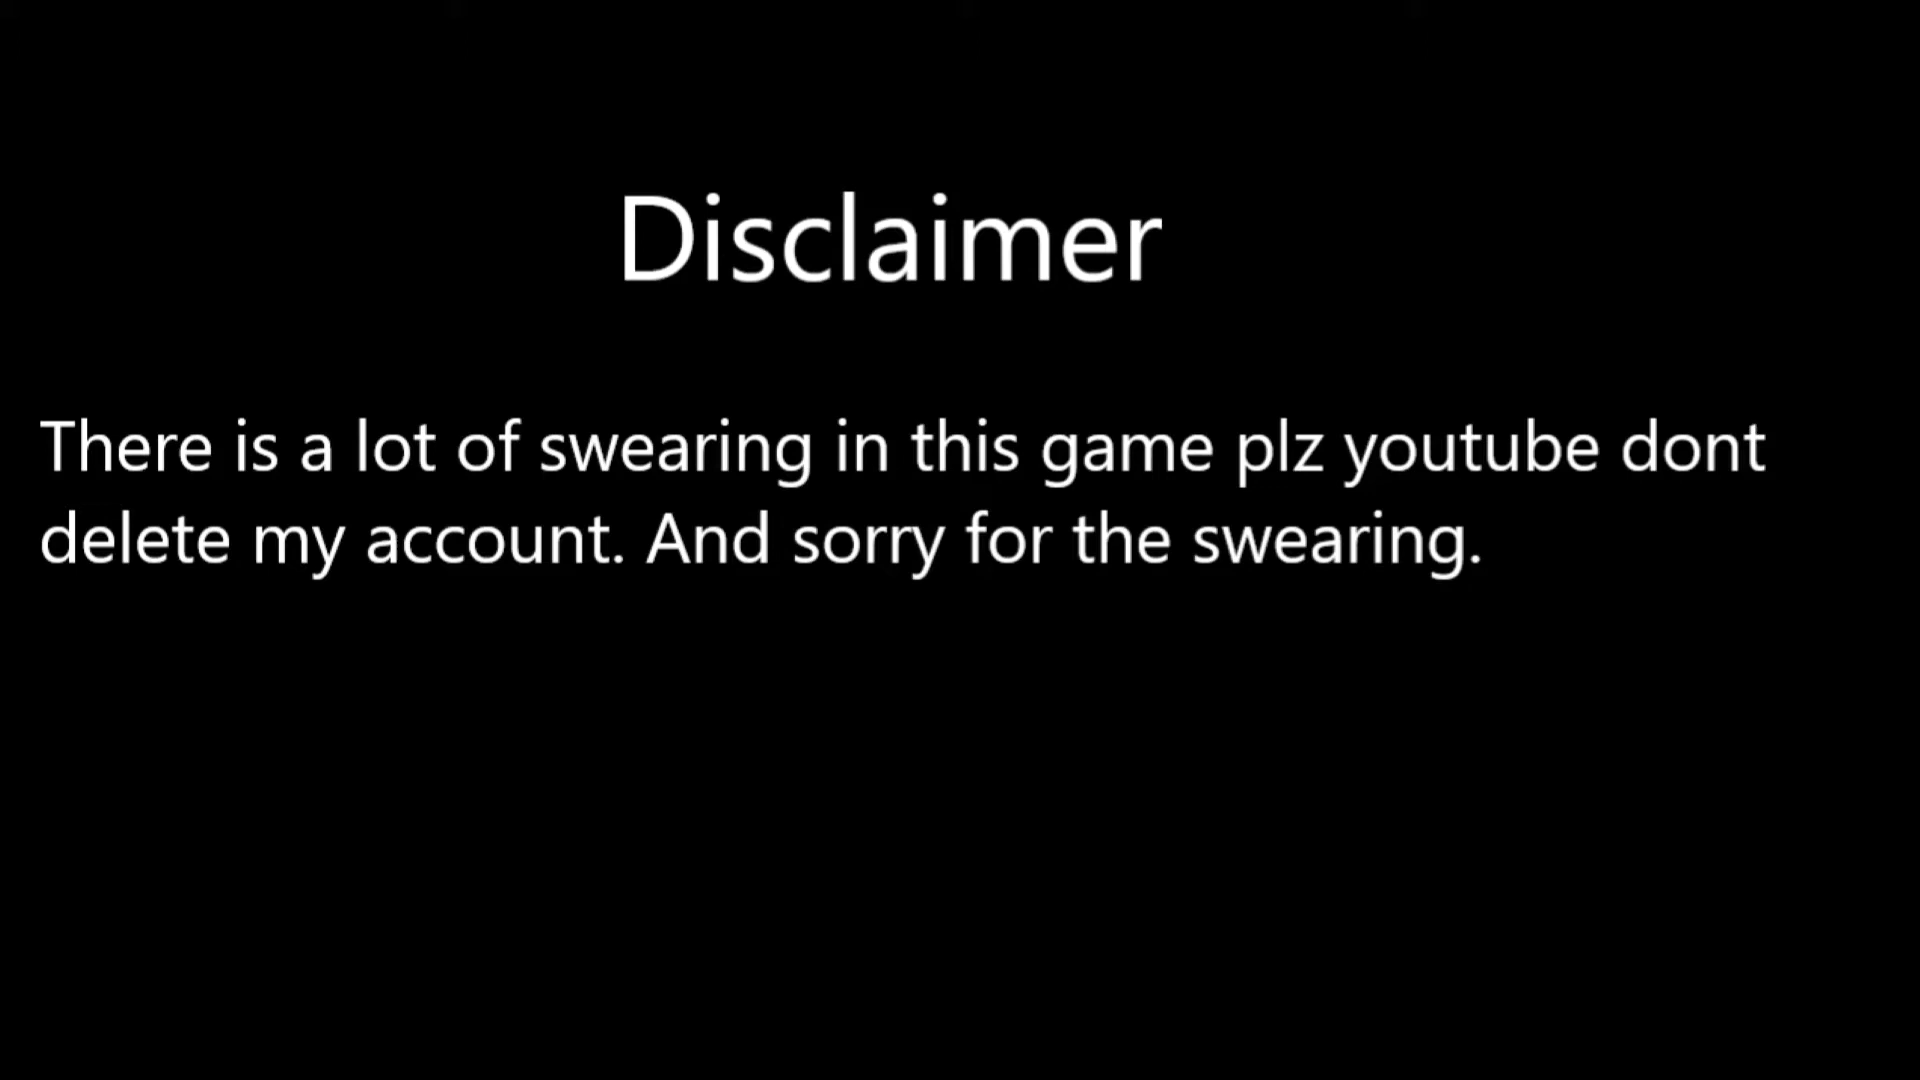 Disclaimer
There is a lot of swearing in this game plz youtube dont
delete my account. And sorry for the swearing.